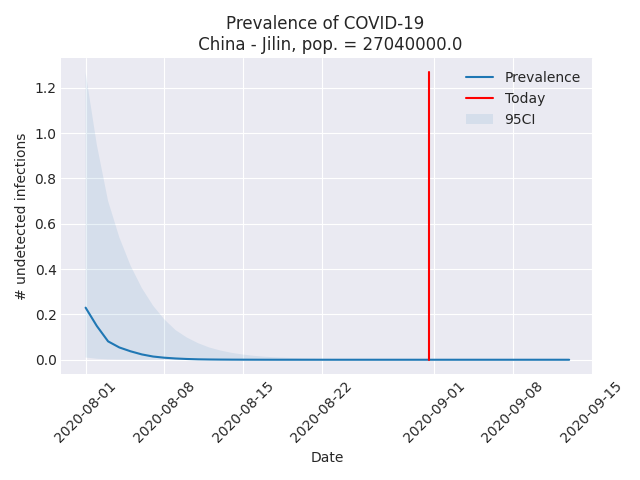 Prevalence of COVID-19
China - Jilin, pop. = 27040000.0
Prevalence
Today
95CI
# undetected infections
1.2
1.0
0.8
0.6
0.4
0.2
0.0
2020-08-01
2020-08-08
2020-08-15
2020-08-22
2020-09-01
2020-09-08
2020-09-15
Date